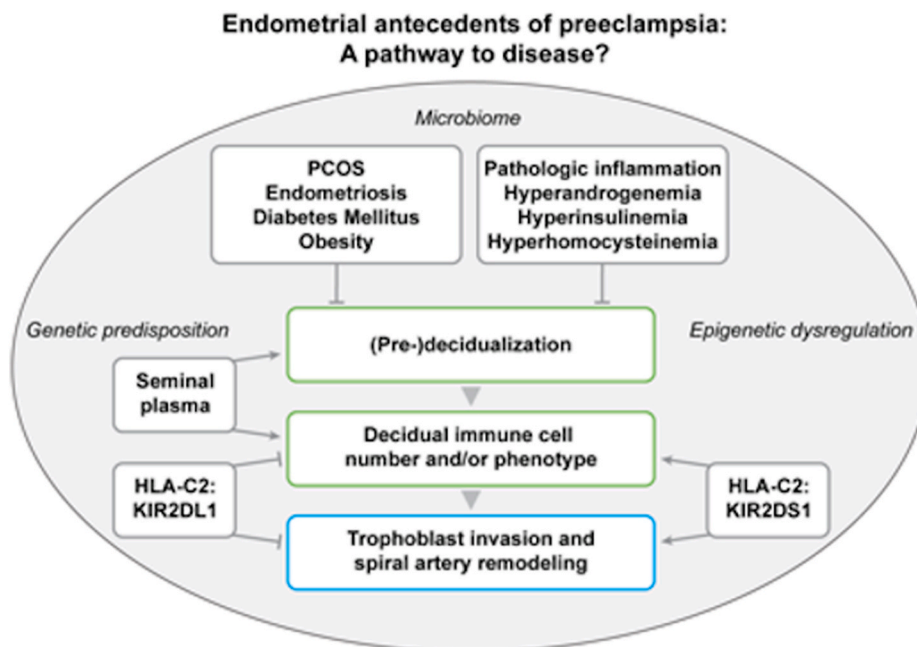 Endometrial antecedents of preeclampsia:
A pathway to disease?
Microbiome
PCOS
Endometriosis
Diabetes Mellitus
Obesity
Pathologic inflammation
Hyperandrogenemia
Hyperinsulinemia
Hyperhomocysteinemia
Genetic predisposition
Epigenetic dysregulation
(Pre-)decidualization
Seminal
plasma
Decidual immune cell
number and/or phenotype
HLA-C2:
KIR2DL1
HLA-C2:
KIR2DS1
Trophoblast invasion and
spiral artery remodeling